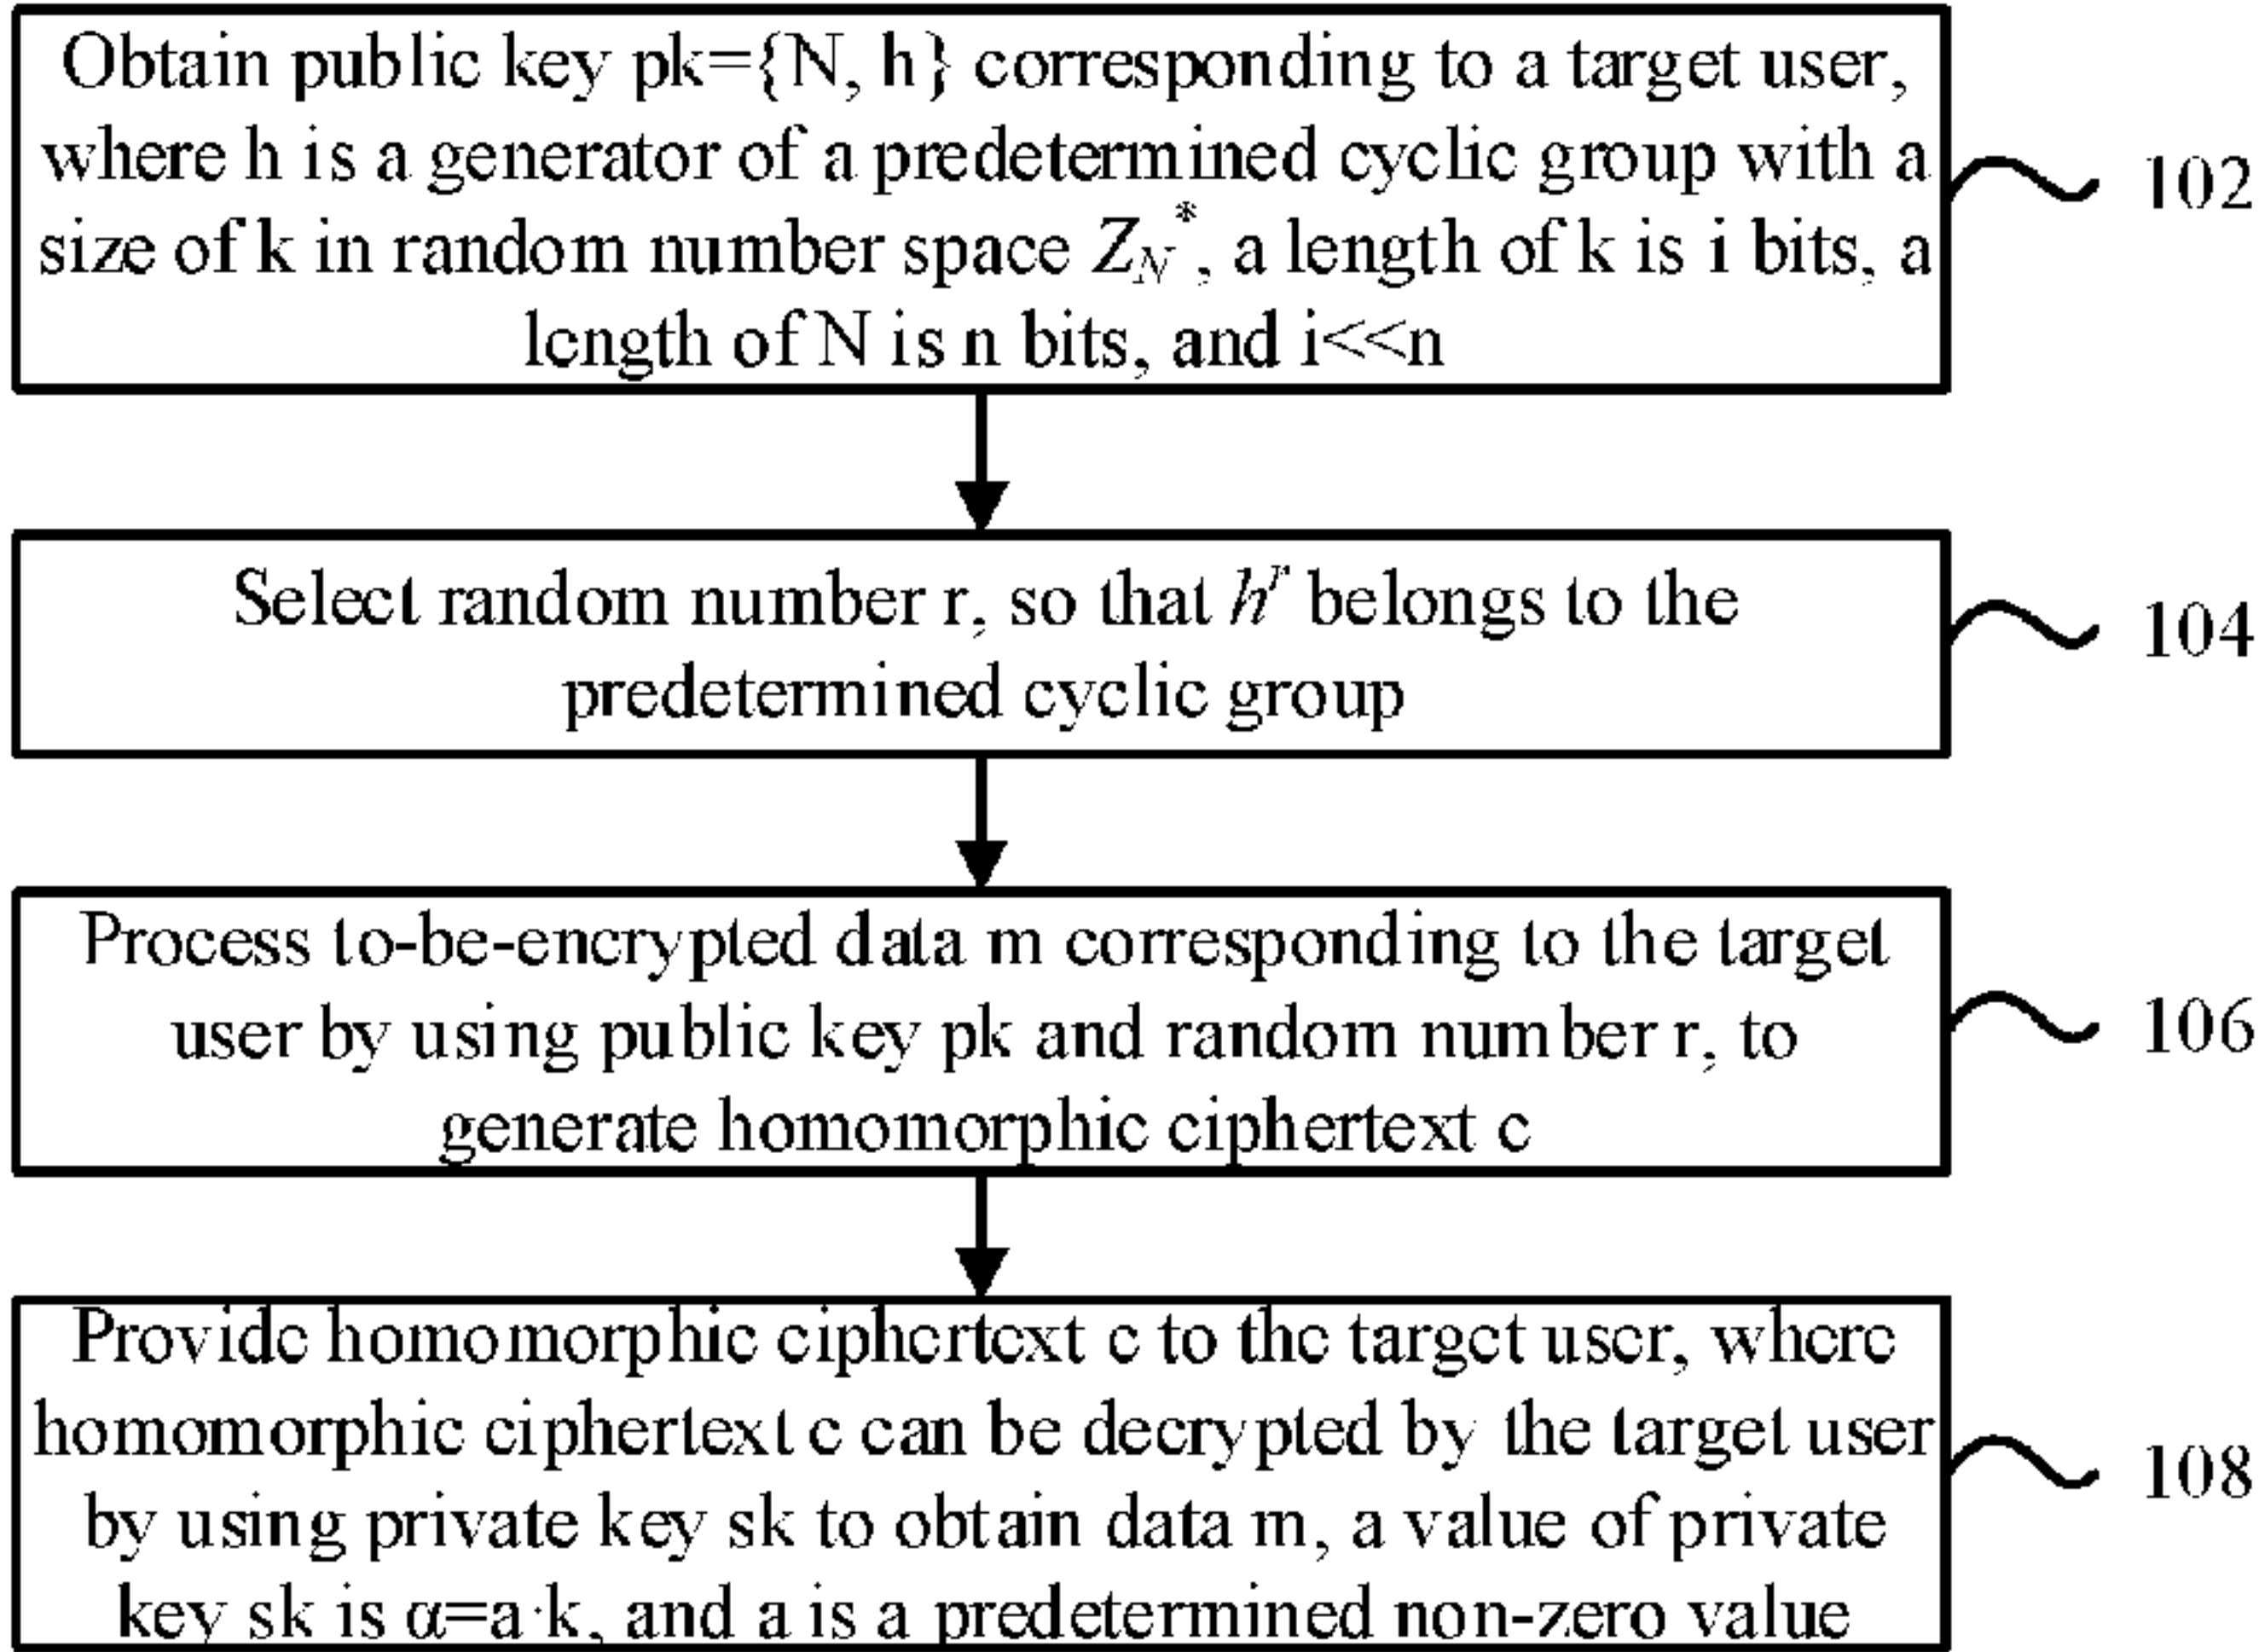 Obtain public key pk={N, h} corresponding to a target user,
where h is a generator of a predetermined cyclic group with a
size of k in random number space Z_N^*, a length of k is i bits, a
length of N is n bits, and i<<n
102
Select random number r, so that h^r belongs to the
predetermined cyclic group
104
Process to-be-encrypted data m corresponding to the target
user by using public key pk and random number r, to
generate homomorphic ciphertext c
106
Provide homomorphic ciphertext c to the target user, where
homomorphic ciphertext c can be decrypted by the target user
by using private key sk to obtain data m, a value of private
key sk is α=a·k, and a is a predetermined non-zero value
108